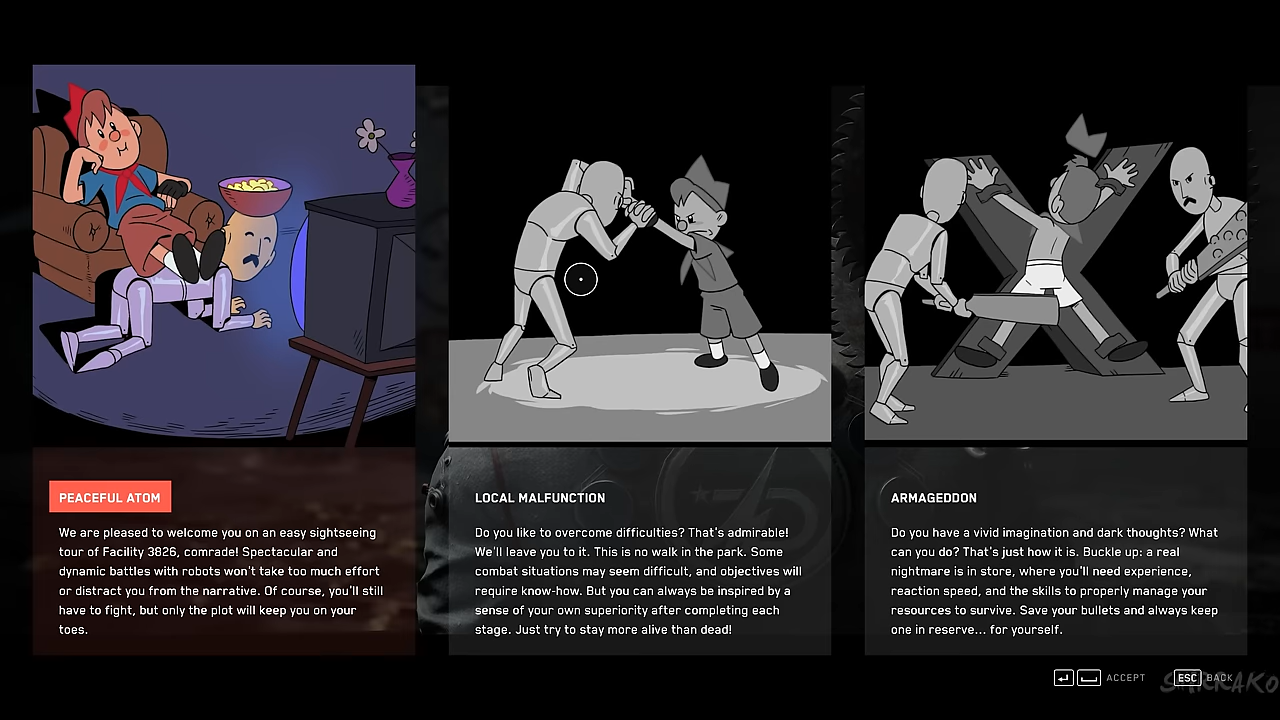 PEACEFUL ATOM
We are pleased to welcome you on an easy sightseeing
tour of Facility 3826, comrade! Spectacular and
dynamic battles with robots won't take too much effort
or distract you from the narrative. Of course, you'll still
have to fight, but only the plot will keep you on your
toes.
LOCAL MALFUNCTION
Do you like to overcome difficulties? That's admirable!
We'll leave you to it. This is no walk in the park. Some
combat situations may seem difficult, and objectives will
require know-how. But you can always be inspired by a
sense of your own superiority after completing each
stage. Just try to stay more alive than dead!
ARMAGEDDON
Do you have a vivid imagination and dark thoughts? What
can you do? That's just how it is. Buckle up: a real
nightmare is in store, where you'll need experience,
reaction speed, and the skills to properly manage your
resources to survive. Save your bullets and always keep
one in reserve... for yourself.
ACCEPT
ESC BACK